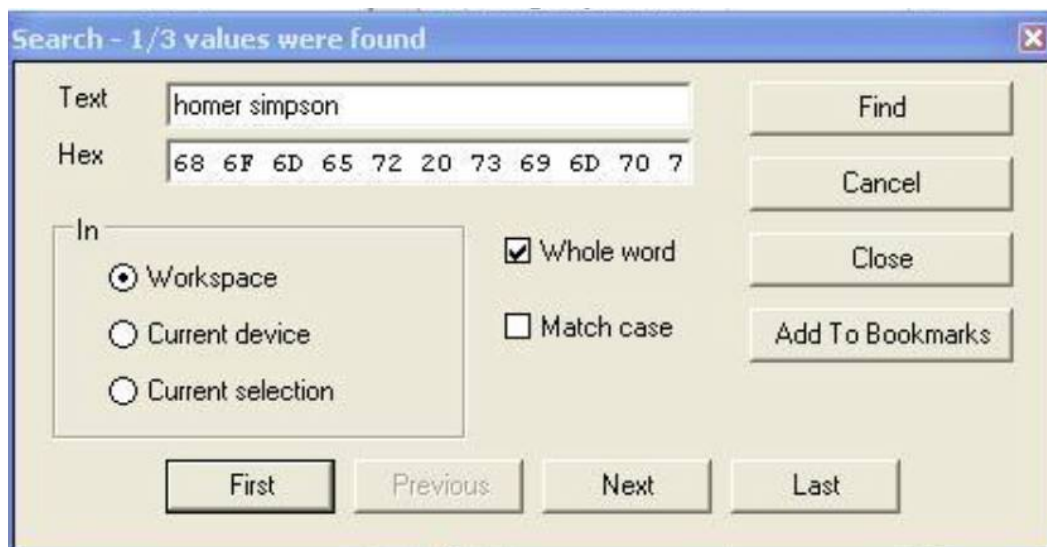 Search - 1/3 values were found
Text homer simpson Find
Hex 68 6F 6D 65 72 20 73 69 6D 70 7 Cancel
In
Workspace Whole word Close
Current device Match case Add To Bookmarks
Current selection
First Previous Next Last